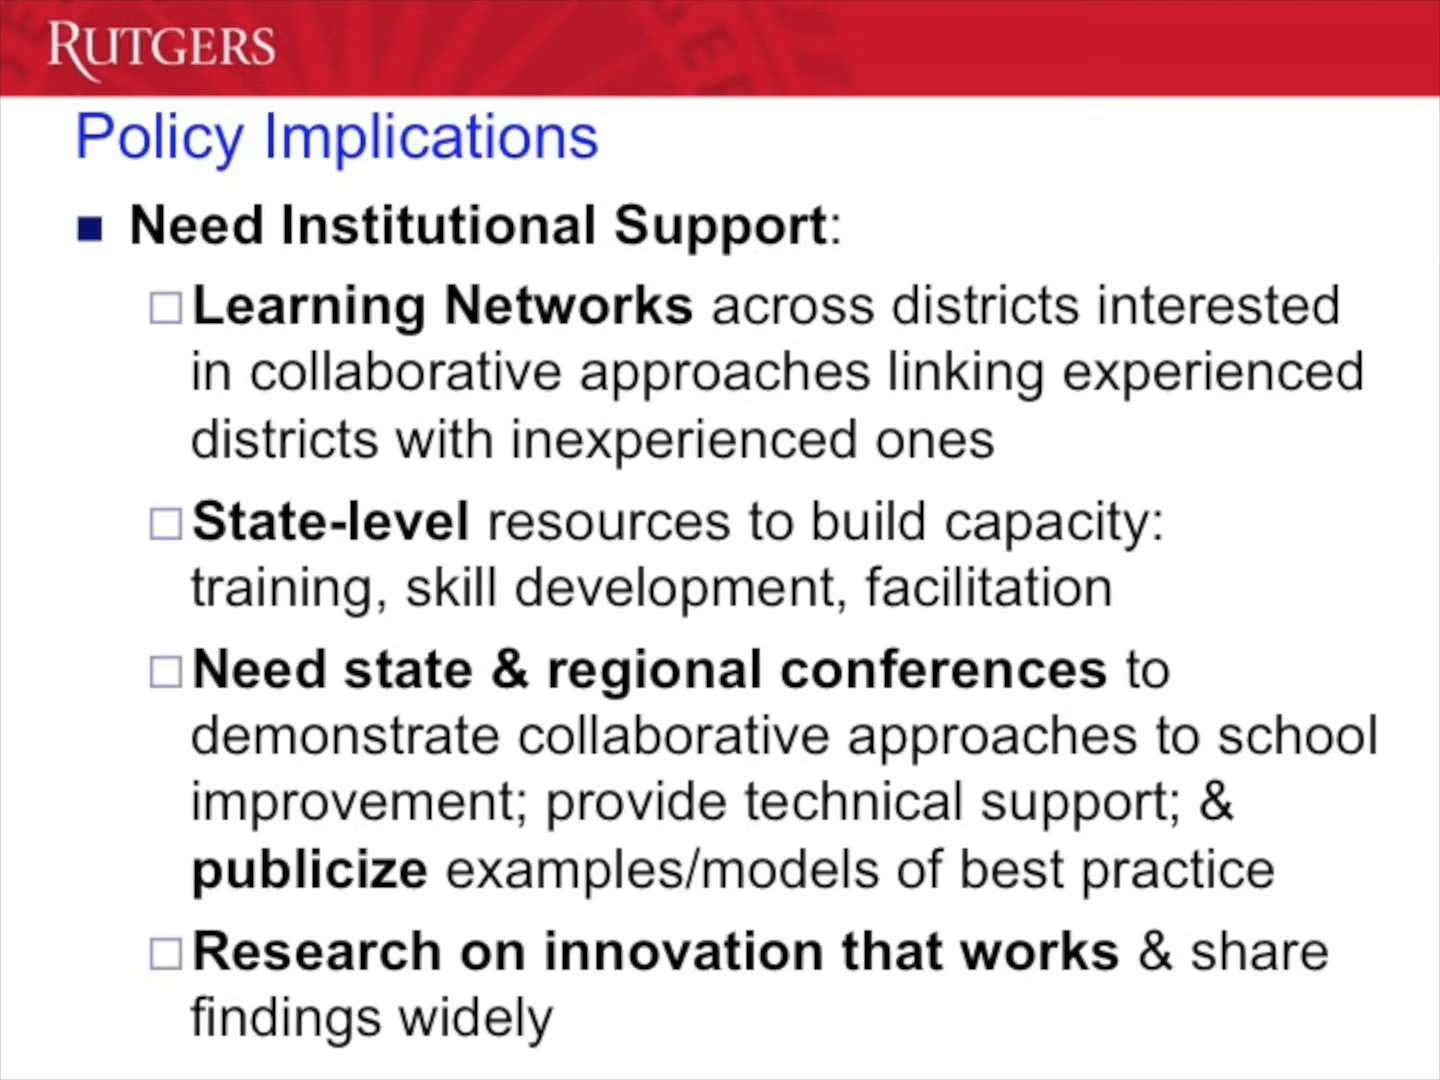 RUTGERS
Policy Implications
Need Institutional Support:
Learning Networks across districts interested
in collaborative approaches linking experienced
districts with inexperienced ones
State-level resources to build capacity:
training, skill development, facilitation
Need state & regional conferences to
demonstrate collaborative approaches to school
improvement; provide technical support; &
publicize examples/models of best practice
Research on innovation that works & share
findings widely